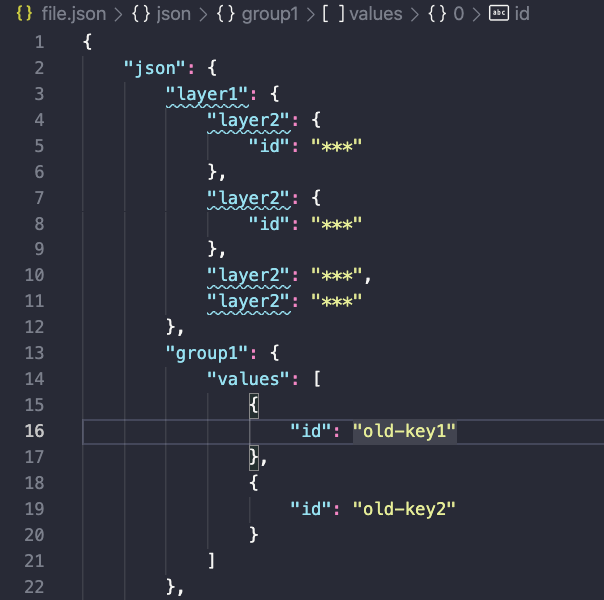 {} file.json > {} json > {} group1 > [ ] values > {} 0 > abc id
1 {
2 "json": {
3 "layer1": {
4 "layer2": {
5 "id": "***"
6 },
7 "layer2": {
8 "id": "***"
9 },
10 "layer2": "***",
11 "layer2": "***"
12 },
13 "group1": {
14 "values": [
15 {
16 "id": "old-key1"
17 },
18 {
19 "id": "old-key2"
20 }
21 ]
22 },